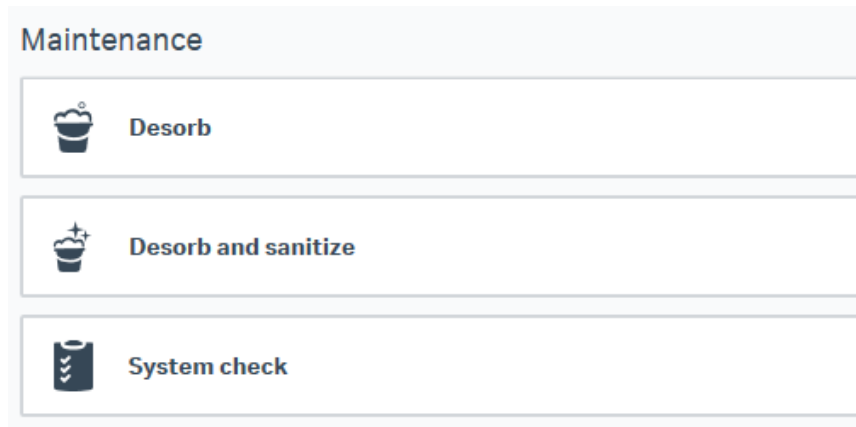 Maintenance
Desorb
Desorb and sanitize
System check